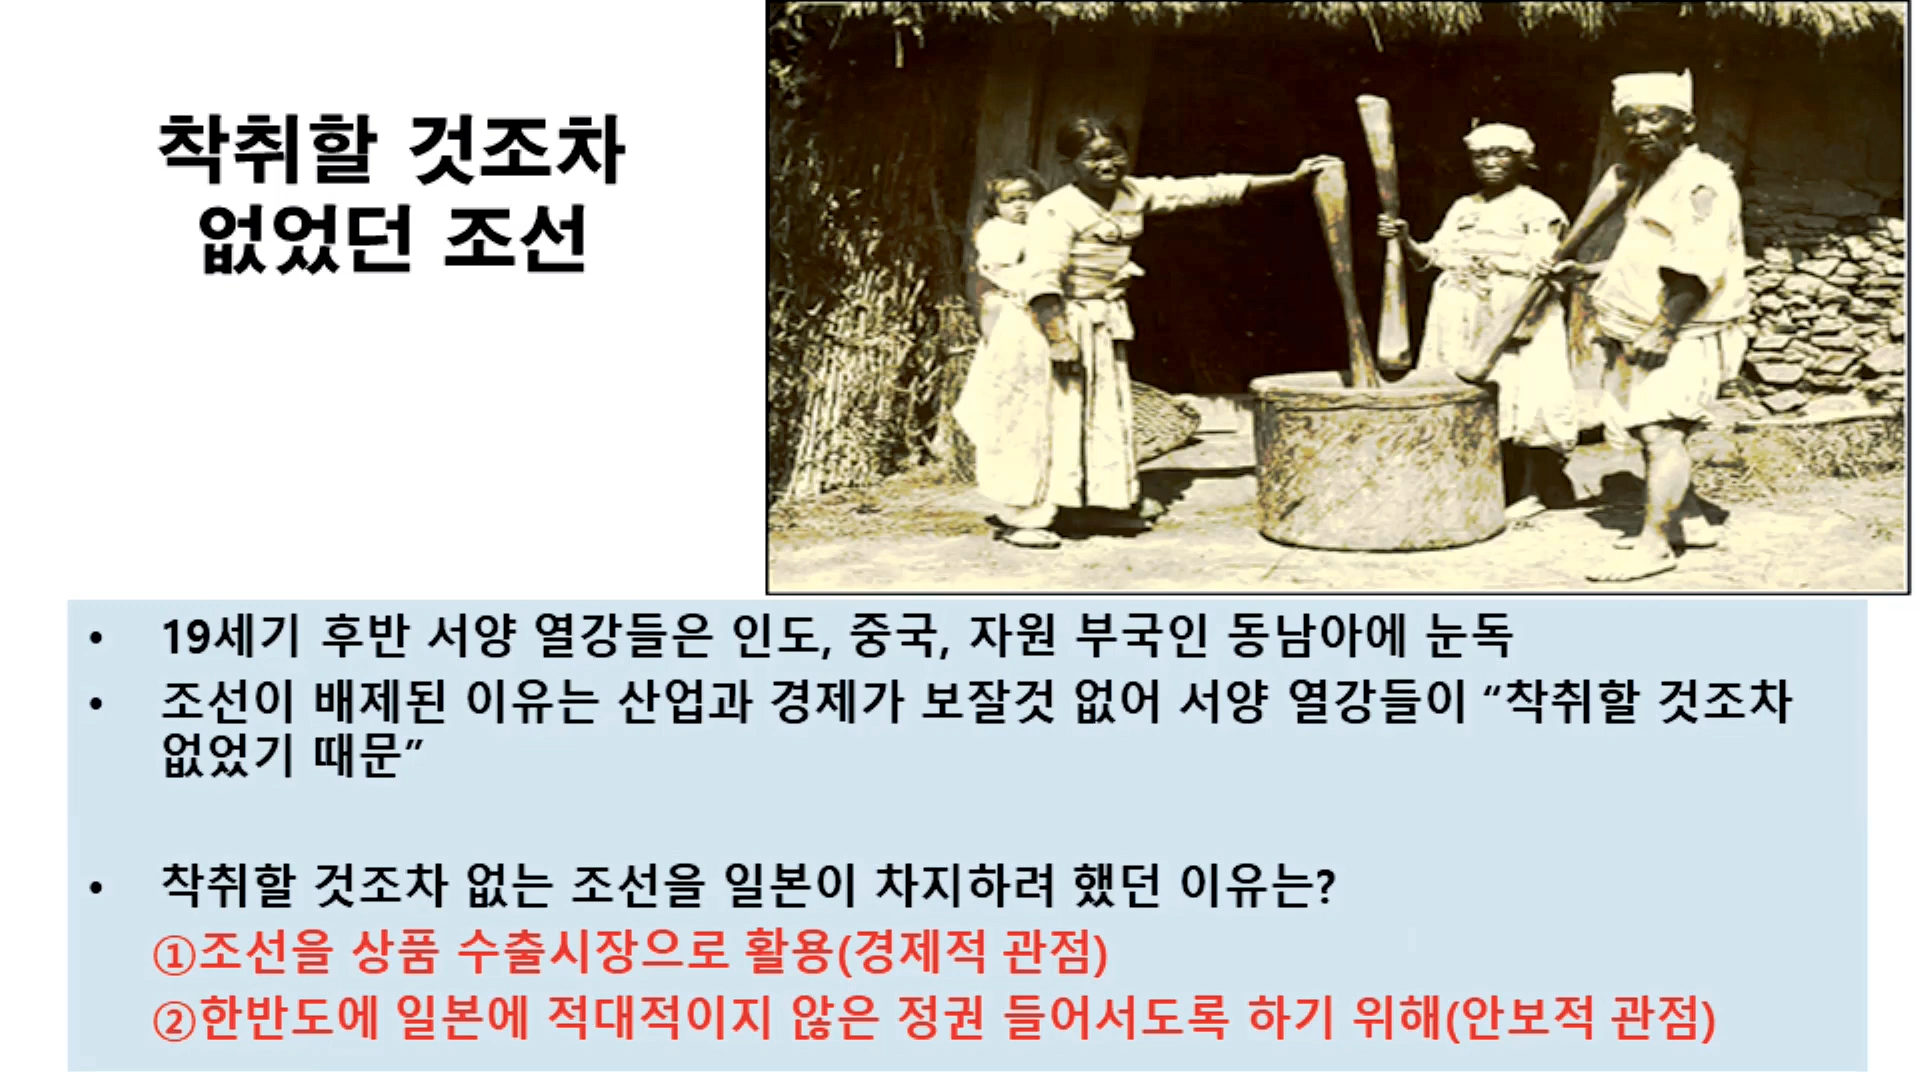 착취할 것조차
없었던 조선
• 19세기 후반 서양 열강들은 인도, 중국, 자원 부국인 동남아에 눈독
• 조선이 배제된 이유는 산업과 경제가 보잘것 없어 서양 열강들이 “착취할 것조차
없었기 때문”
• 착취할 것조차 없는 조선을 일본이 차지하려 했던 이유는?
①조선을 상품 수출시장으로 활용(경제적 관점)
②한반도에 일본에 적대적이지 않은 정권 들어서도록 하기 위해(안보적 관점)